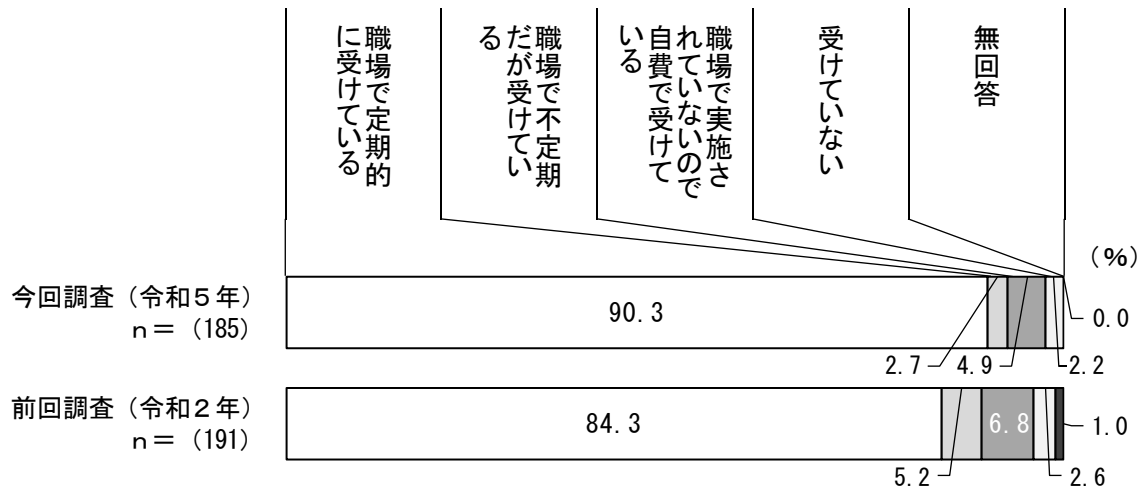 職場で定期的
に受けている
職場で不定期
だが受けてい
る
職場で実施さ
れていないので
自費で受けて
いる
受けていない
無回答
（％）
今回調査（令和５年）
ｎ＝（185）
90.3
0.0
2.7
4.9
2.2
前回調査（令和２年）
ｎ＝（191）
84.3
6.8
1.0
5.2
2.6